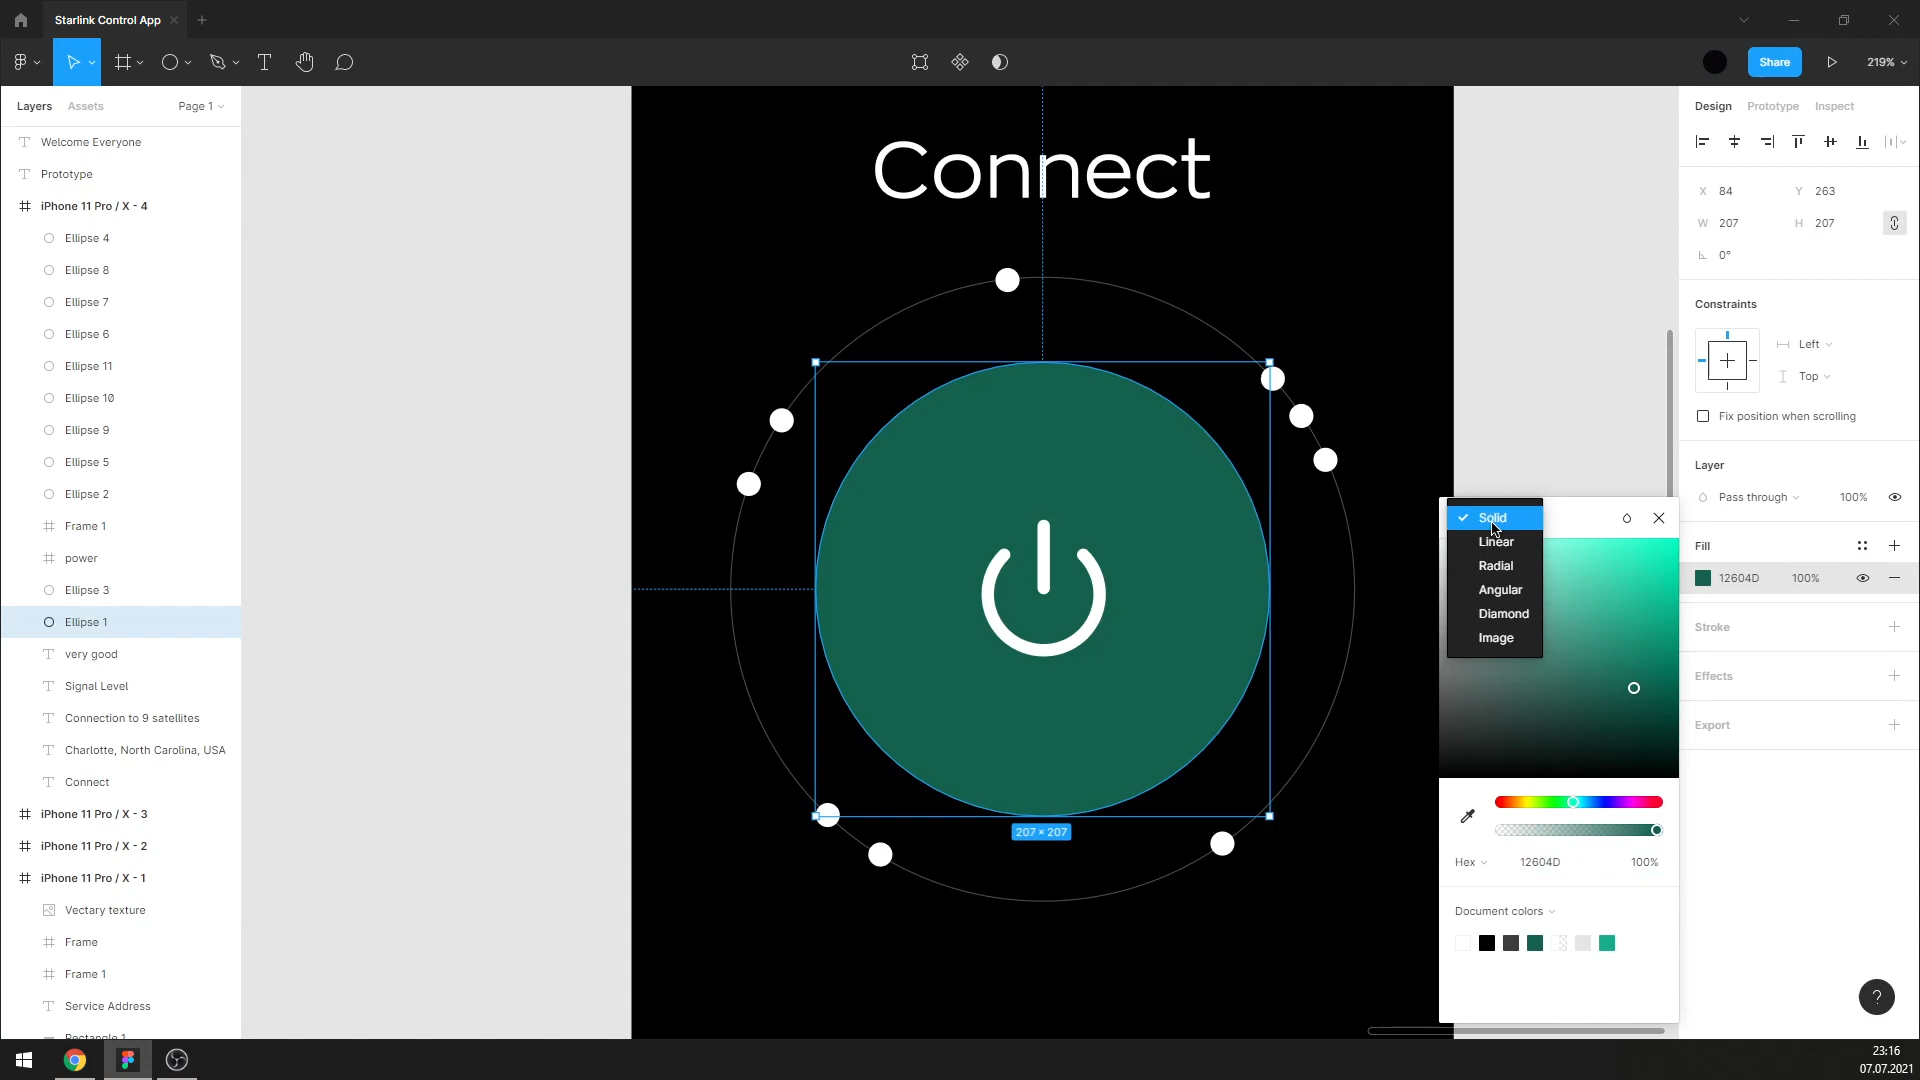 Starlink Control App
Share
219%
Layers
Assets
Page 1
Welcome Everyone
Prototype
iPhone 11 Pro / X - 4
Ellipse 4
Ellipse 8
Ellipse 7
Ellipse 6
Ellipse 11
Ellipse 10
Ellipse 9
Ellipse 5
Ellipse 2
Frame 1
power
Ellipse 3
Ellipse 1
very good
Signal Level
Connection to 9 satellites
Charlotte, North Carolina, USA
Connect
iPhone 11 Pro / X - 3
iPhone 11 Pro / X - 2
iPhone 11 Pro / X - 1
Vectary texture
Frame
Frame 1
Service Address
Rectangle 1
Connect
207 × 207
Solid
Linear
Radial
Angular
Diamond
Image
Hex
12604D
100%
Document colors
Design
Prototype
Inspect
X 84
Y 263
W 207
H 207
0°
Constraints
Left
Top
Fix position when scrolling
Layer
Pass through
100%
Fill
12604D
100%
Stroke
Effects
Export
?
23:16
07.07.2021